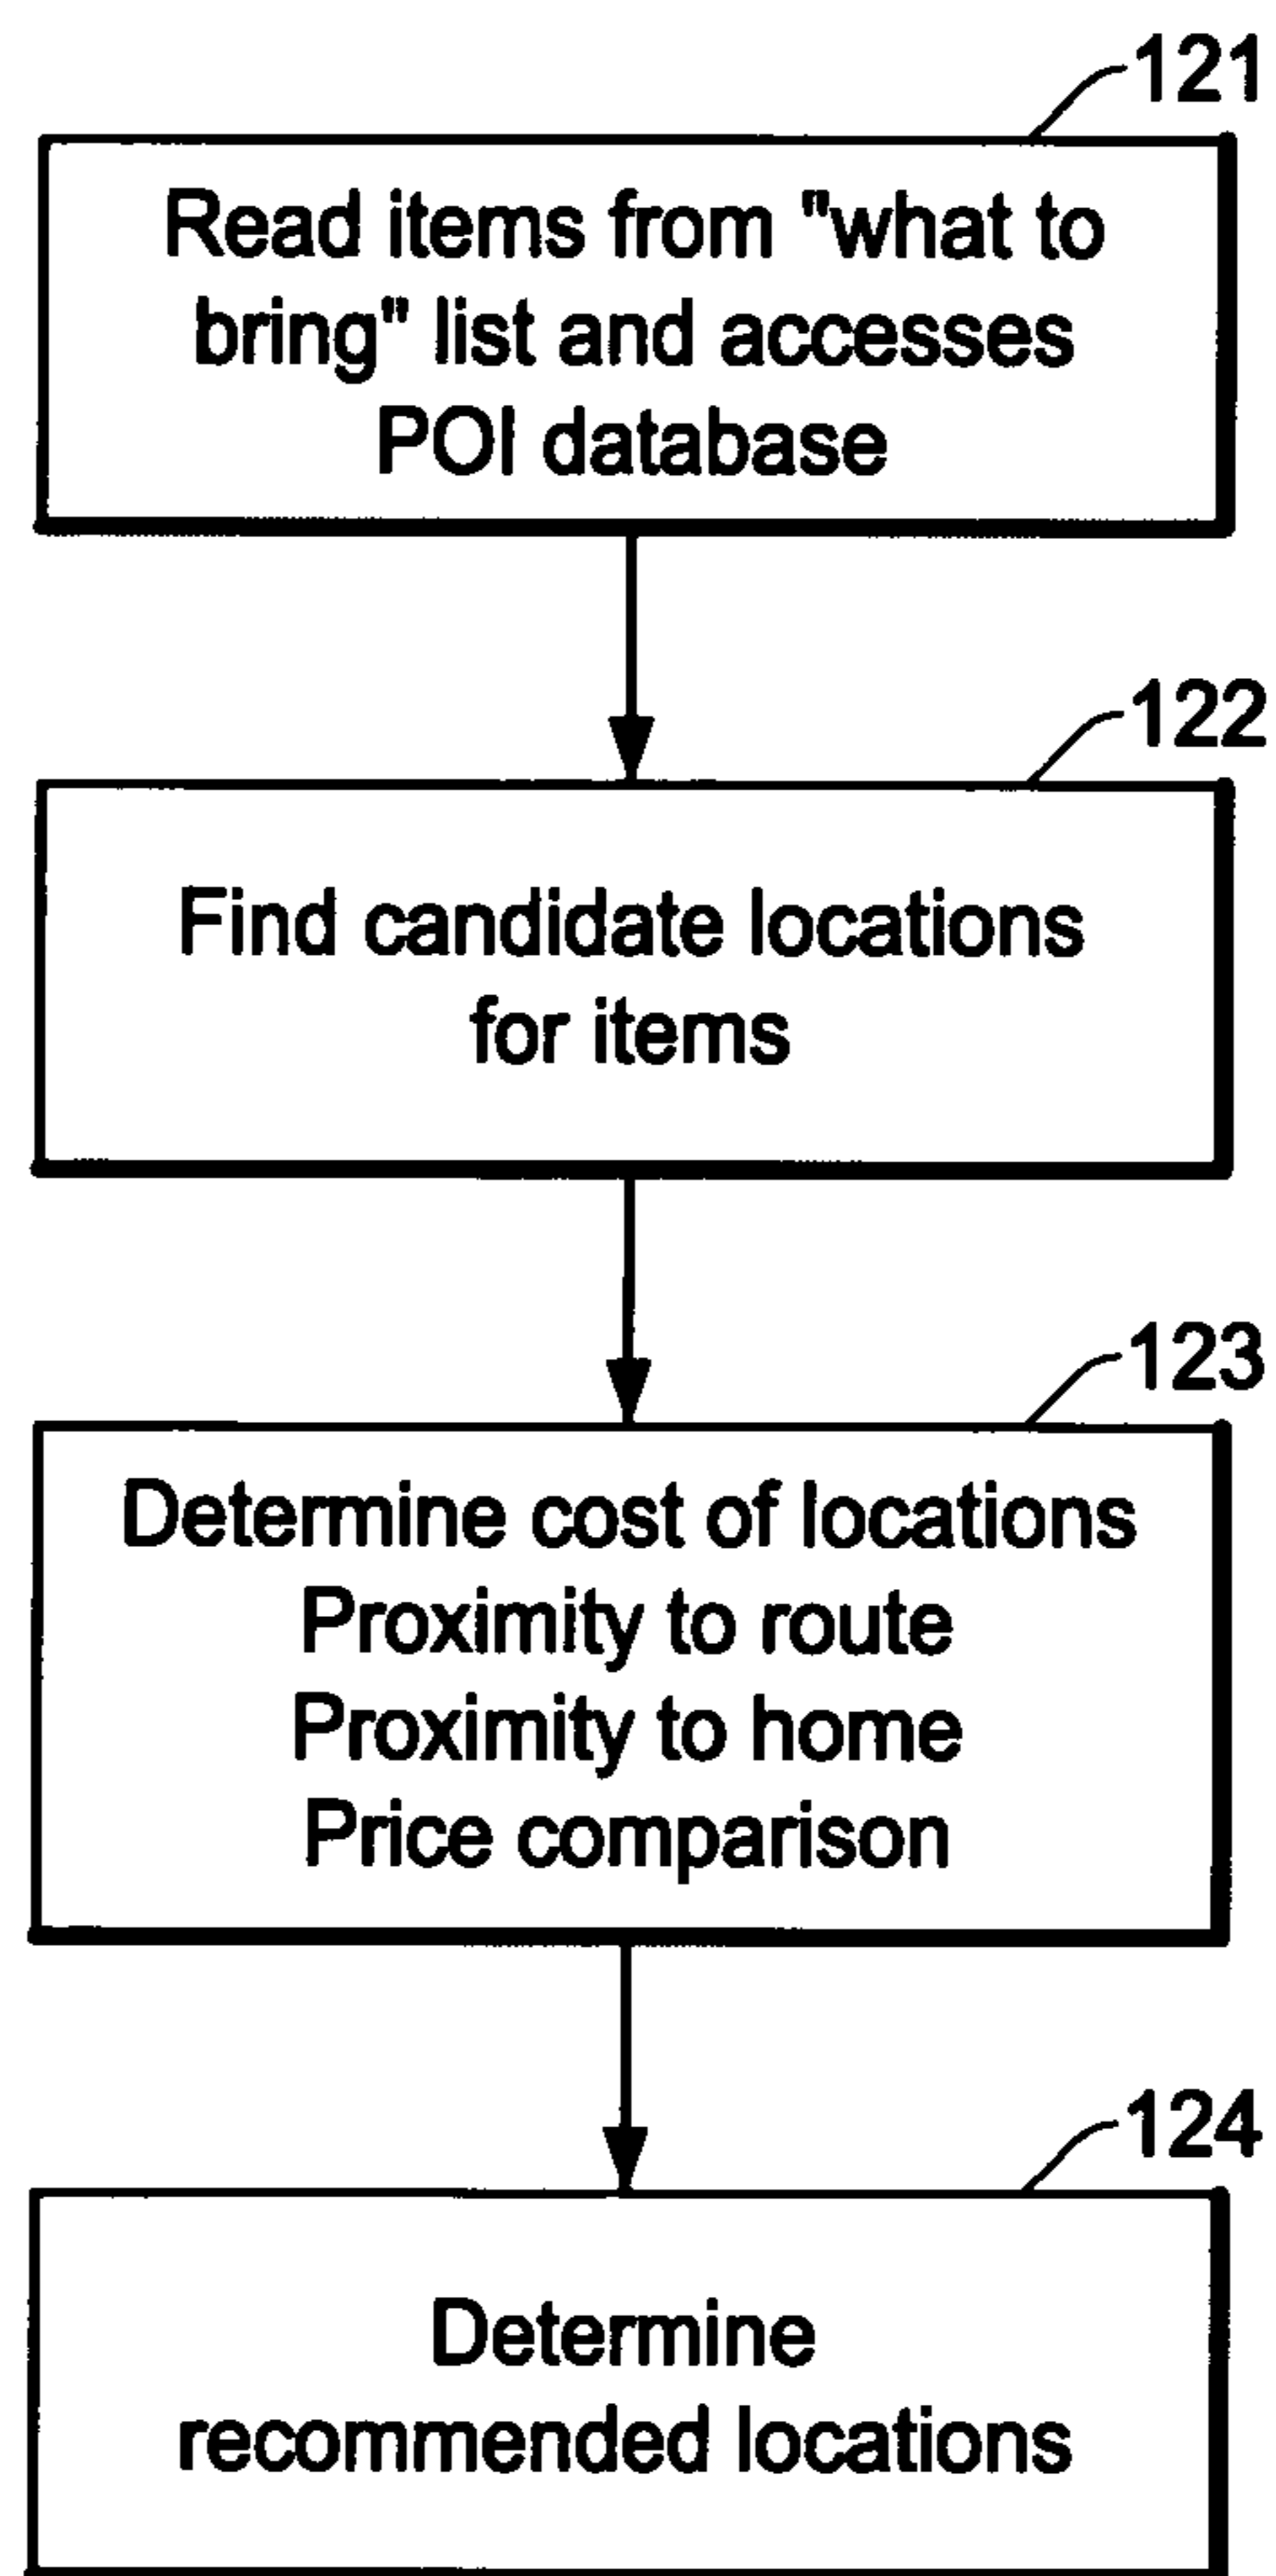 121
Read items from "what to
bring" list and accesses
POI database
122
Find candidate locations
for items
123
Determine cost of locations
Proximity to route
Proximity to home
Price comparison
124
Determine
recommended locations